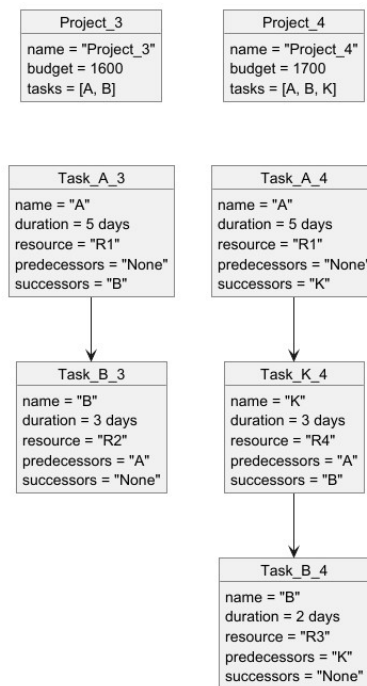 Project_3
name = "Project_3"
budget = 1600
tasks = [A, B]
Project_4
name = "Project_4"
budget = 1700
tasks = [A, B, K]
Task_A_3
name = "A"
duration = 5 days
resource = "R1"
predecessors = "None"
successors = "B"
Task_A_4
name = "A"
duration = 5 days
resource = "R1"
predecessors = "None"
successors = "K"
Task_B_3
name = "B"
duration = 3 days
resource = "R2"
predecessors = "A"
successors = "None"
Task_K_4
name = "K"
duration = 3 days
resource = "R4"
predecessors = "A"
successors = "B"
Task_B_4
name = "B"
duration = 2 days
resource = "R3"
predecessors = "K"
successors = "None"